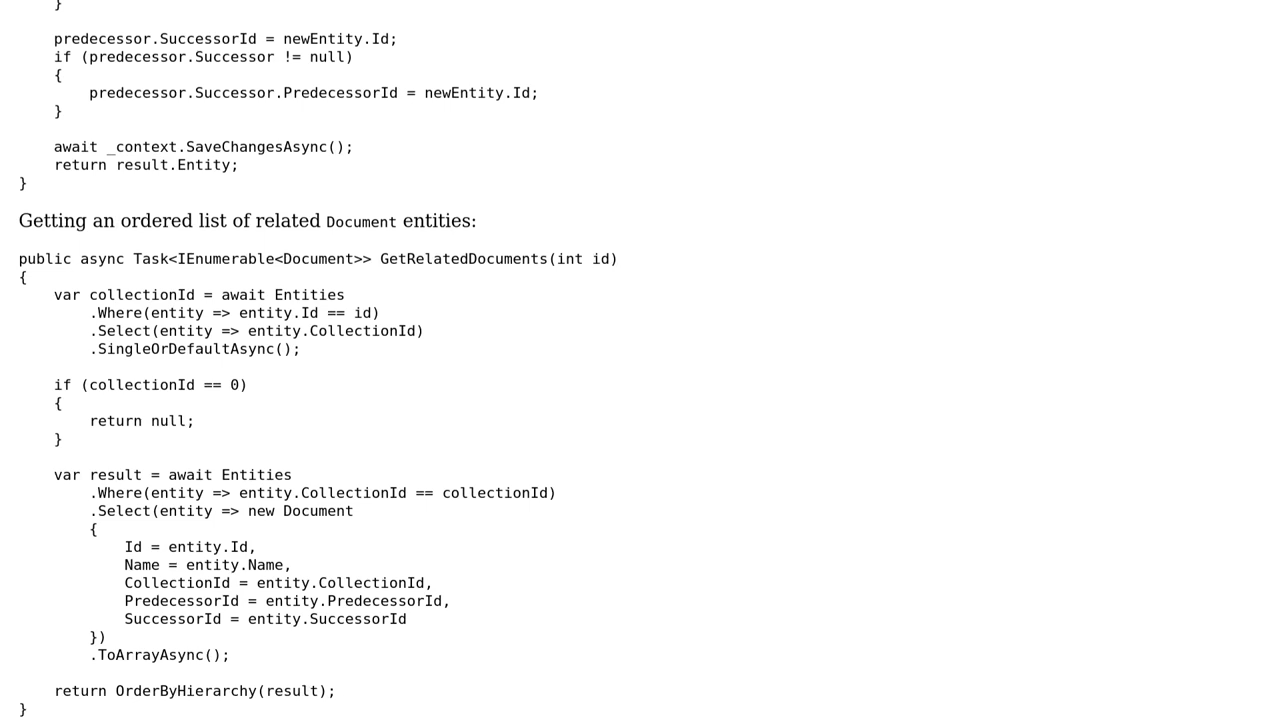 }

    predecessor.SuccessorId = newEntity.Id;
    if (predecessor.Successor != null)
    {
        predecessor.Successor.PredecessorId = newEntity.Id;
    }

    await _context.SaveChangesAsync();
    return result.Entity;
}
Getting an ordered list of related Document entities:
public async Task<IEnumerable<Document>> GetRelatedDocuments(int id)
{
    var collectionId = await Entities
        .Where(entity => entity.Id == id)
        .Select(entity => entity.CollectionId)
        .SingleOrDefaultAsync();

    if (collectionId == 0)
    {
        return null;
    }

    var result = await Entities
        .Where(entity => entity.CollectionId == collectionId)
        .Select(entity => new Document
        {
            Id = entity.Id,
            Name = entity.Name,
            CollectionId = entity.CollectionId,
            PredecessorId = entity.PredecessorId,
            SuccessorId = entity.SuccessorId
        })
        .ToArrayAsync();

    return OrderByHierarchy(result);
}